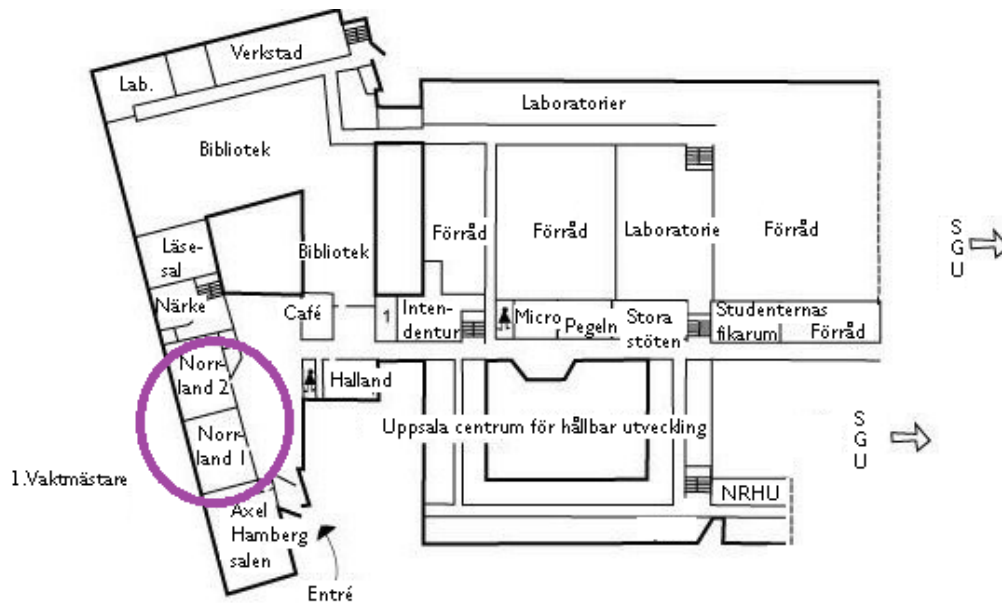 Verkstad
Lab.
Laboratorier
Bibliotek
Läse-
sal
Bibliotek
Förråd
Förråd
Laboratorie
Förråd
S
G
U
Närke
Café
1
Inten-
dentur
Micro
Pegeln
Stora
stöten
Studenternas
fikarum
Förråd
Norr-
land 2
Halland
Norr-
land 1
Uppsala centrum för hållbar utveckling
S
G
U
1.Vaktmästare
NRHU
Axel
Hamberg
salen
Entré